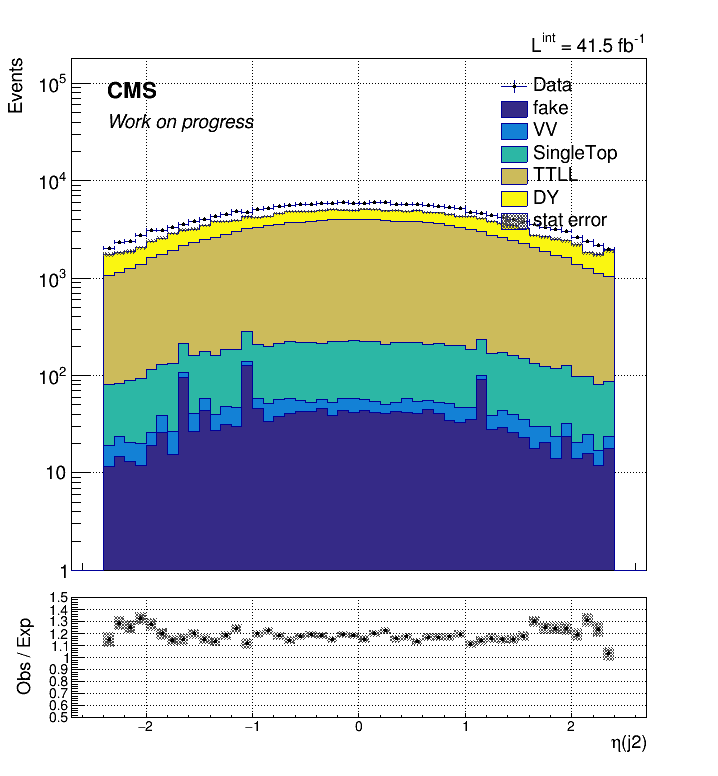 L^int = 41.5 fb^-1
Events
10^5
10^4
10^3
10^2
10
1
CMS
Work on progress
Data
fake
VV
SingleTop
TTLL
DY
stat error
Obs / Exp
1.5
1.4
1.3
1.2
1.1
1
0.9
0.8
0.7
0.6
0.5
−2
−1
0
1
2
η(j2)